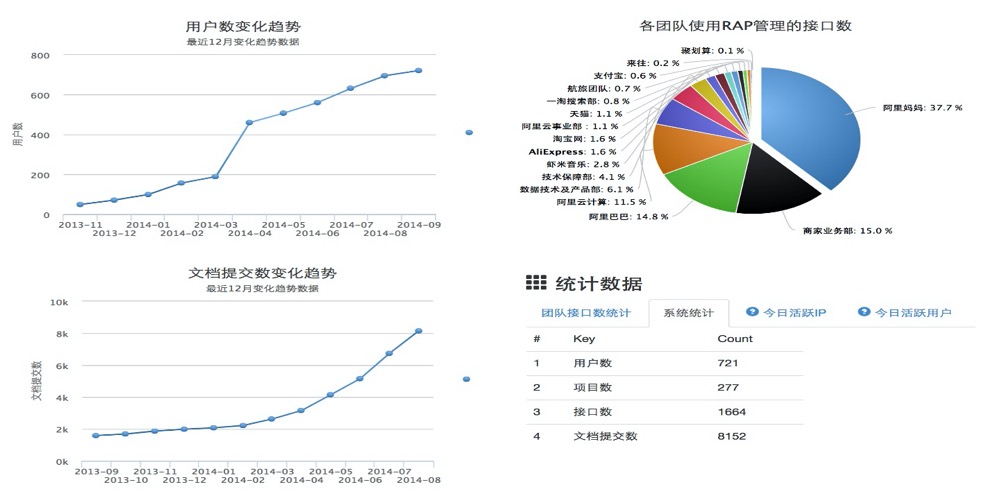 用户数变化趋势
最近12月变化趋势数据
用户数
800
600
400
200
0
2013-11
2013-12
2014-01
2014-02
2014-03
2014-04
2014-05
2014-06
2014-07
2014-08
2014-09
各团队使用RAP管理的接口数
聚划算: 0.1 %
来往: 0.2 %
支付宝: 0.6 %
航旅团队: 0.7 %
一淘搜索部: 0.8 %
天猫: 1.1 %
阿里云事业部 : 1.1 %
淘宝网: 1.6 %
AliExpress: 1.6 %
虾米音乐: 2.8 %
技术保障部: 4.1 %
数据技术及产品部: 6.1 %
阿里云计算: 11.5 %
阿里巴巴: 14.8 %
商家业务部: 15.0 %
阿里妈妈: 37.7 %
文档提交数变化趋势
最近12月变化趋势数据
文档提交数
10k
8k
6k
4k
2k
0k
2013-09
2013-10
2013-11
2013-12
2014-01
2014-02
2014-03
2014-04
2014-05
2014-06
2014-07
2014-08
统计数据
团队接口数统计 系统统计 ? 今日活跃IP ? 今日活跃用户
# Key Count
1 用户数 721
2 项目数 277
3 接口数 1664
4 文档提交数 8152